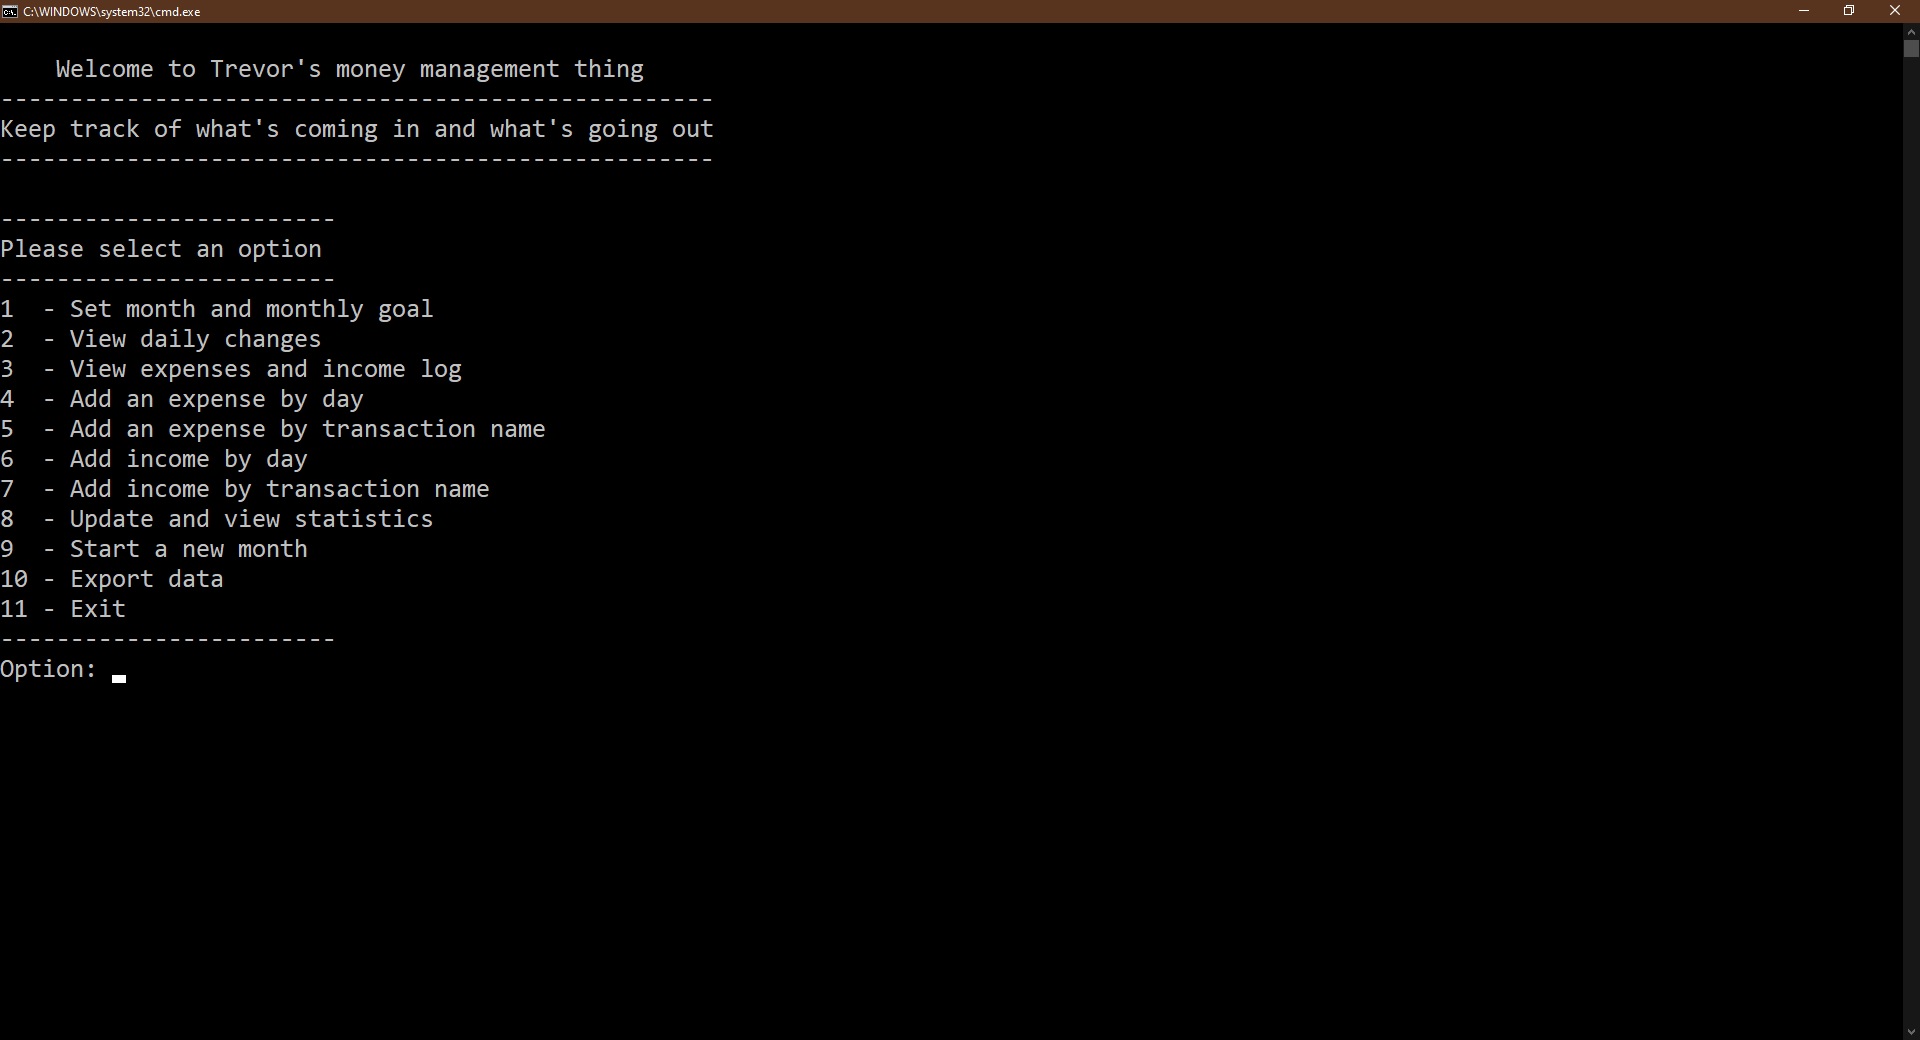 C:\WINDOWS\system32\cmd.exe
Welcome to Trevor's money management thing
---------------------------------------------------
Keep track of what's coming in and what's going out
---------------------------------------------------
------------------------
Please select an option
------------------------
1  - Set month and monthly goal
2  - View daily changes
3  - View expenses and income log
4  - Add an expense by day
5  - Add an expense by transaction name
6  - Add income by day
7  - Add income by transaction name
8  - Update and view statistics
9  - Start a new month
10 - Export data
11 - Exit
------------------------
Option: